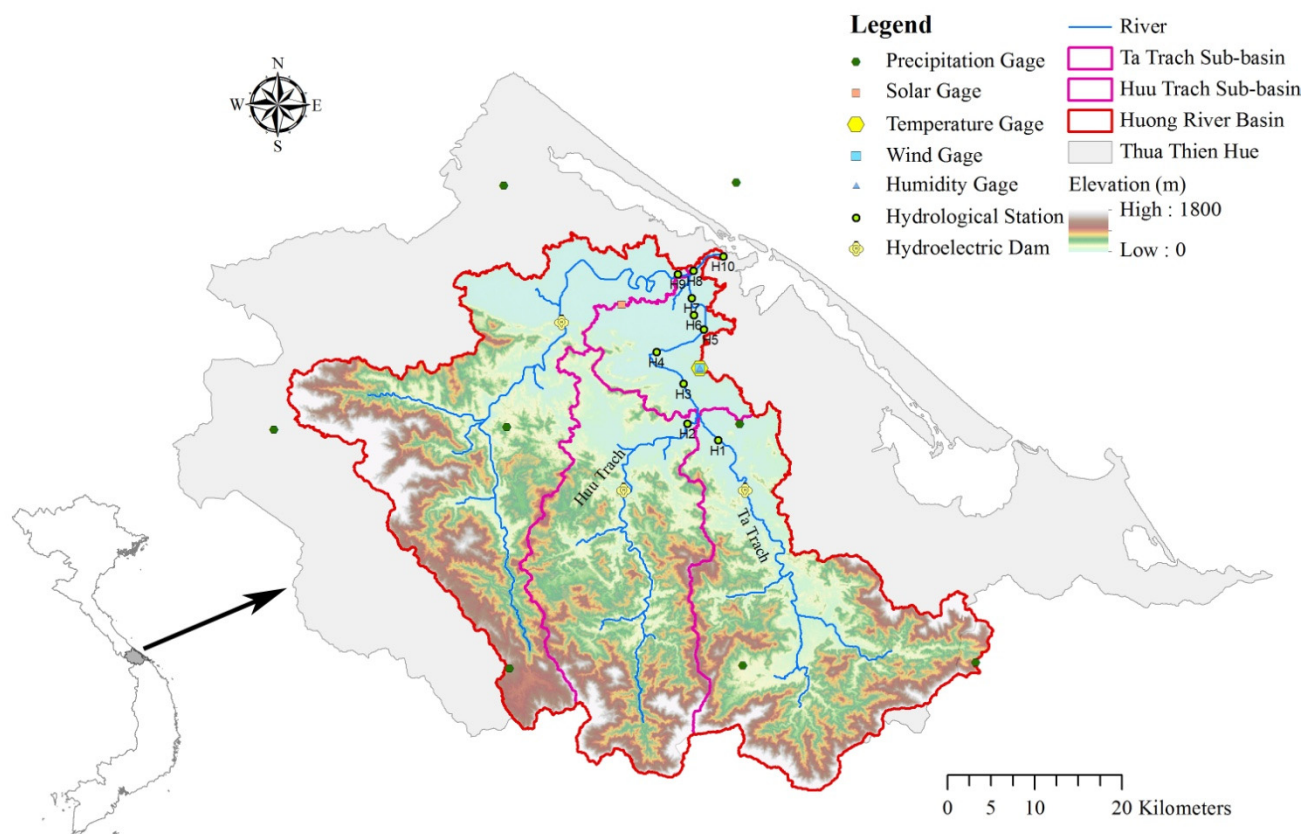 Legend
Precipitation Gage
Solar Gage
Temperature Gage
Wind Gage
Humidity Gage
Hydrological Station
Hydroelectric Dam
River
Ta Trach Sub-basin
Huu Trach Sub-basin
Huong River Basin
Thua Thien Hue
Elevation (m)
High : 1800
Low : 0
N
W E
S
H10
H8
H9
H7
H6
H5
H4
H3
H2
H1
Huu Trach
Ta Trach
0 5 10 20 Kilometers